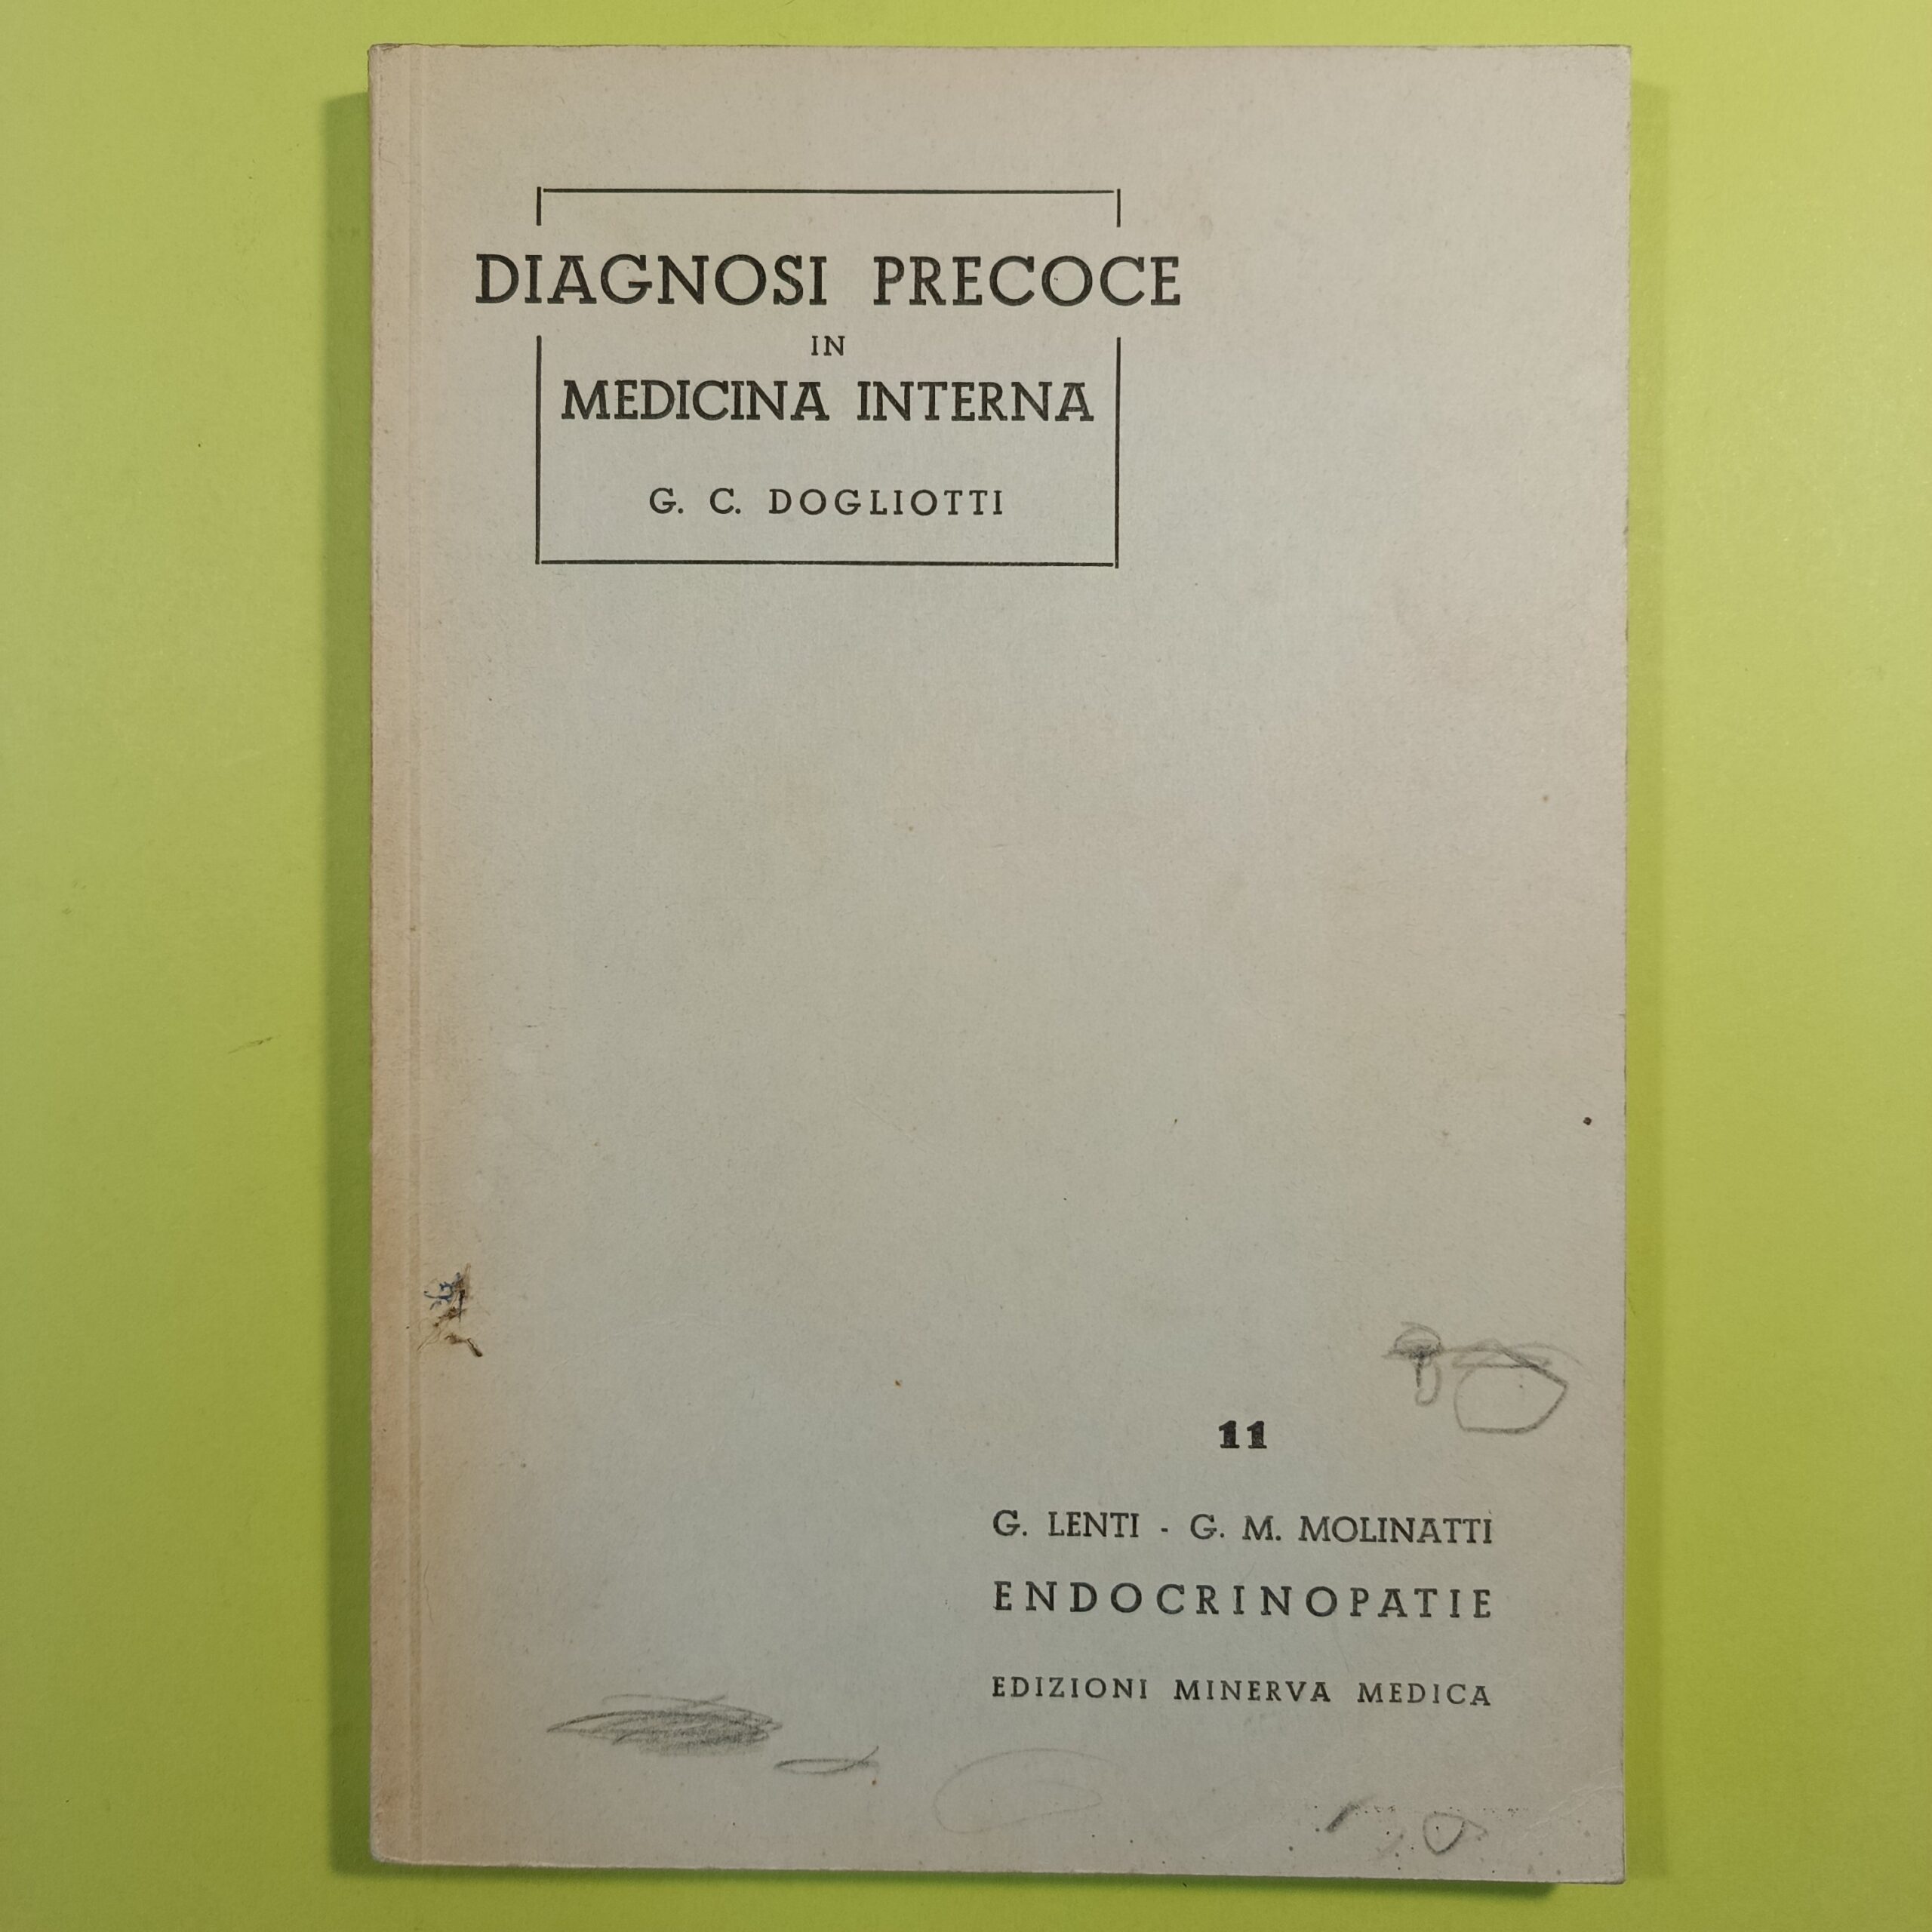 DIAGNOSI PRECOCE
IN
MEDICINA INTERNA
G. C. DOGLIOTTI
11
G. LENTI - G. M. MOLINATTI
ENDOCRINOPATIE
EDIZIONI MINERVA MEDICA